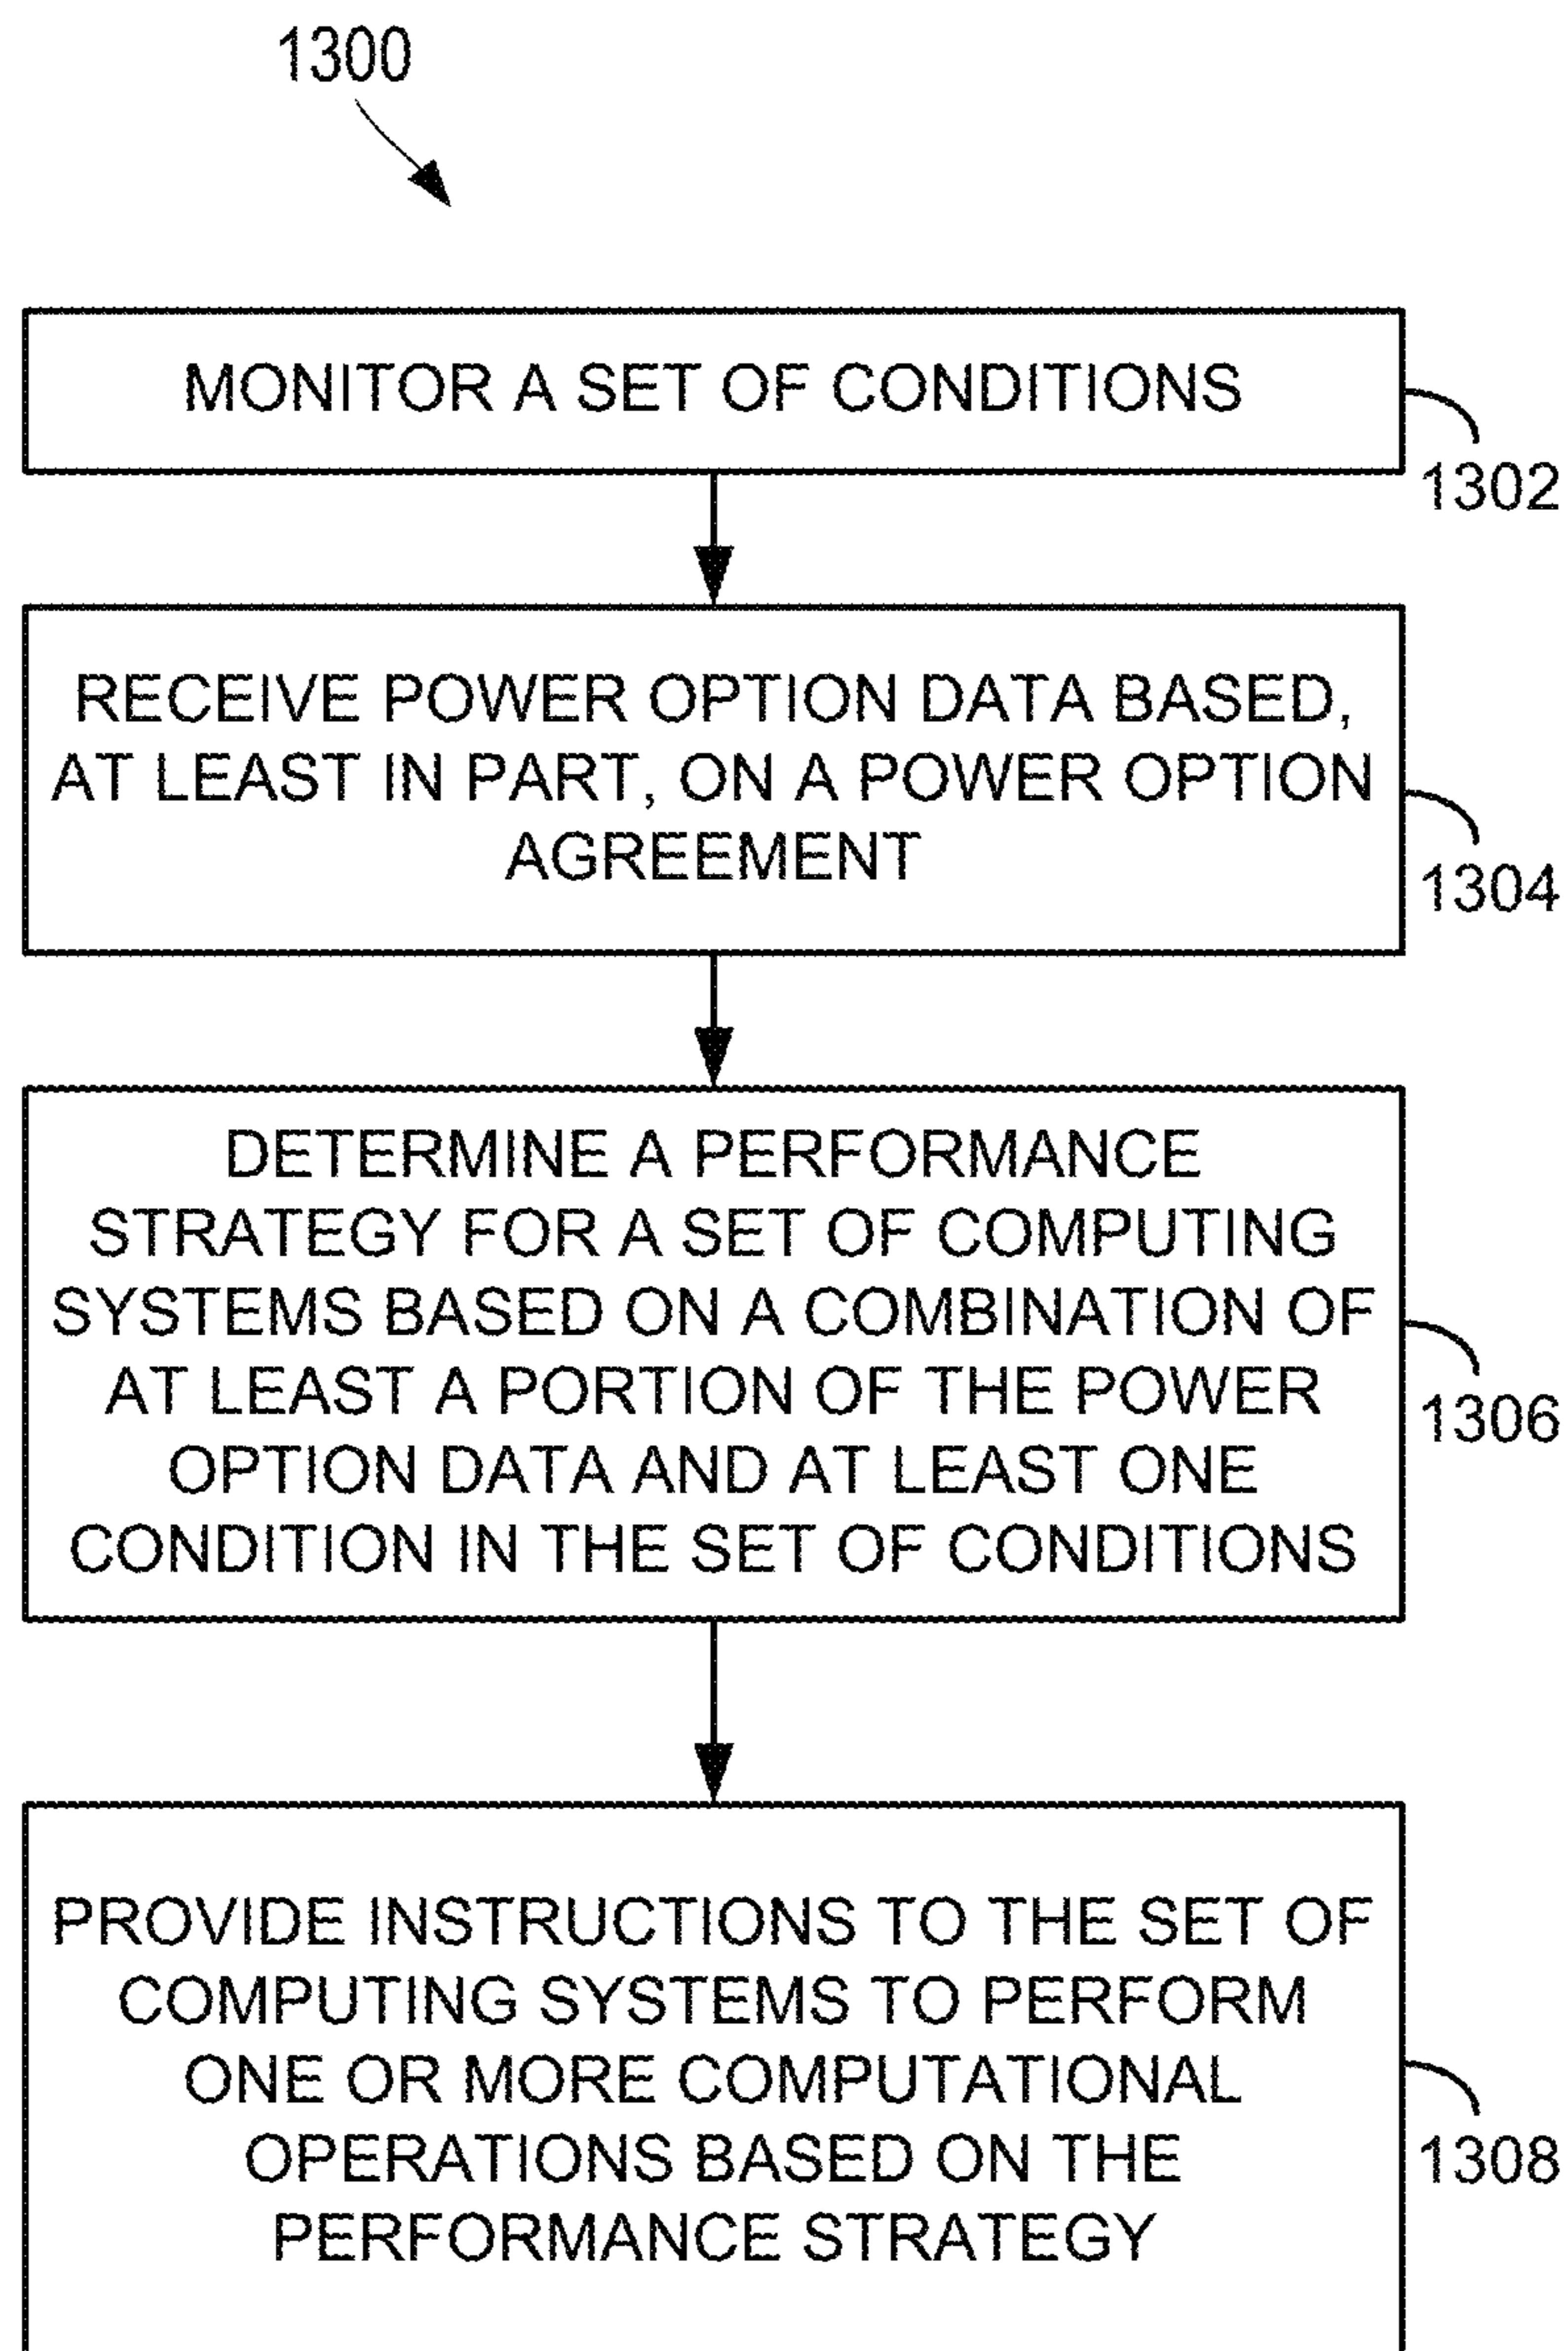 1300
MONITOR A SET OF CONDITIONS
1302
RECEIVE POWER OPTION DATA BASED,
AT LEAST IN PART, ON A POWER OPTION
AGREEMENT
1304
DETERMINE A PERFORMANCE
STRATEGY FOR A SET OF COMPUTING
SYSTEMS BASED ON A COMBINATION OF
AT LEAST A PORTION OF THE POWER
OPTION DATA AND AT LEAST ONE
CONDITION IN THE SET OF CONDITIONS
1306
PROVIDE INSTRUCTIONS TO THE SET OF
COMPUTING SYSTEMS TO PERFORM
ONE OR MORE COMPUTATIONAL
OPERATIONS BASED ON THE
PERFORMANCE STRATEGY
1308